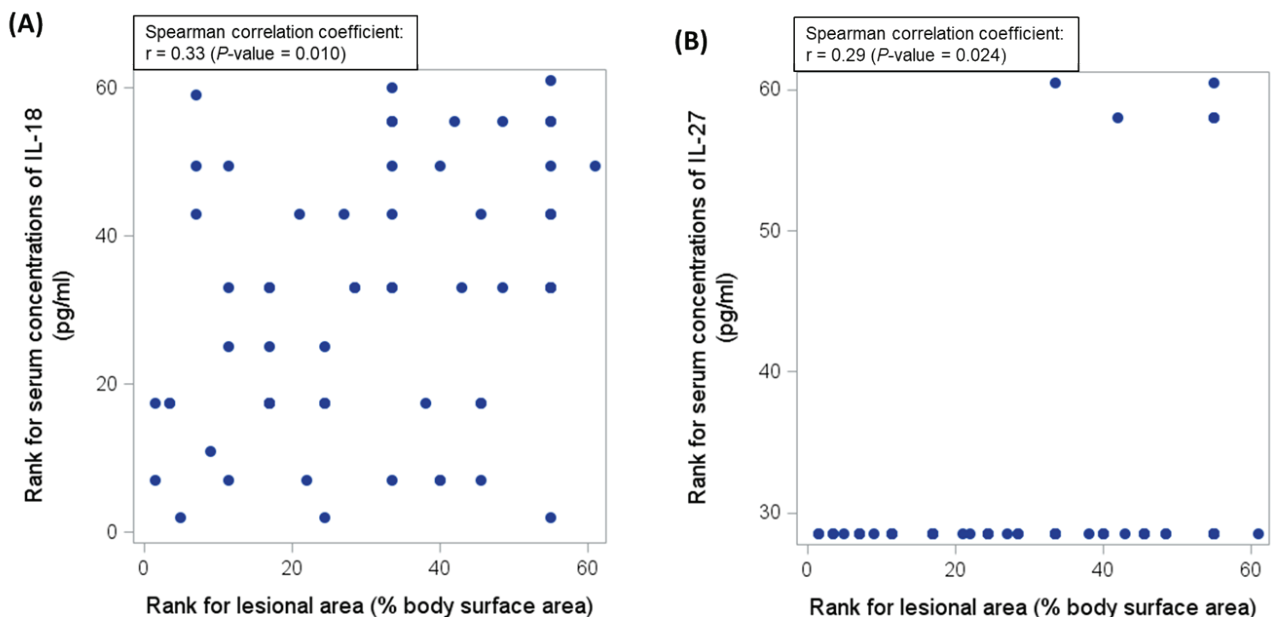 (A)
Spearman correlation coefficient:
r = 0.33 (P-value = 0.010)
Rank for serum concentrations of IL-18
(pg/ml)
60
40
20
0
0 20 40 60
Rank for lesional area (% body surface area)
(B)
Spearman correlation coefficient:
r = 0.29 (P-value = 0.024)
Rank for serum concentrations of IL-27
(pg/ml)
60
50
40
30
0 20 40 60
Rank for lesional area (% body surface area)